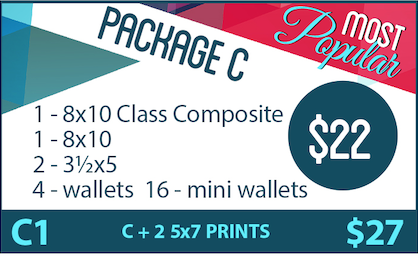 PACKAGE C
MOST
Popular
1 - 8x10 Class Composite
1 - 8x10
2 - 3½x5
4 - wallets 16 - mini wallets
$22
C1 C + 2 5x7 PRINTS $27